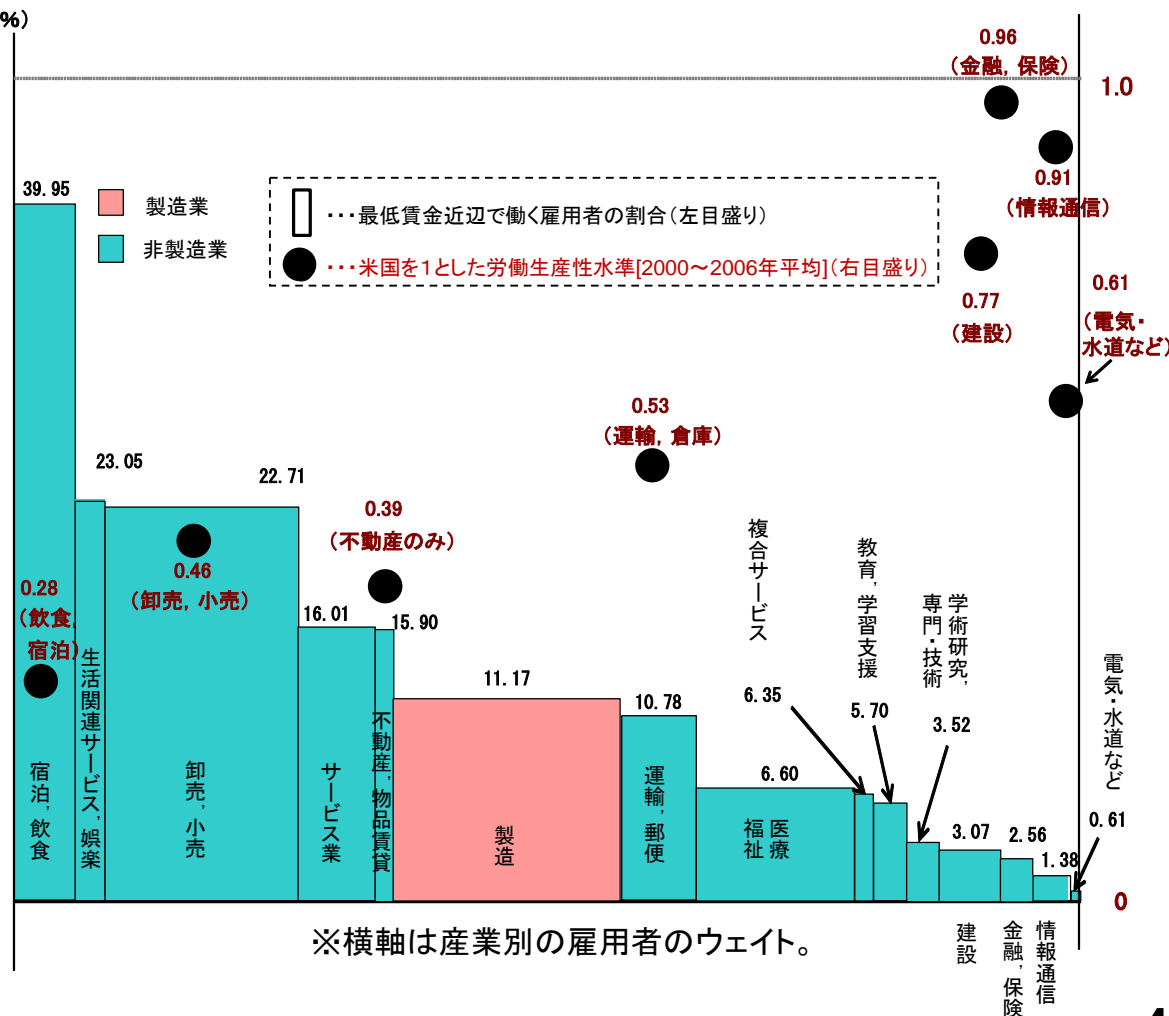 %)
0.96
(金融，保険)
1.0
39.95
製造業
非製造業
・・・最低賃金近辺で働く雇用者の割合（左目盛り）
・・・米国を1とした労働生産性水準[2000～2006年平均]（右目盛り）
0.91
(情報通信)
0.77
(建設)
0.61
(電気・
水道など)
0.53
(運輸，倉庫)
23.05
22.71
0.39
(不動産のみ)
0.46
(卸売，小売)
0.28
(飲食，
宿泊)
16.01
15.90
11.17
10.78
6.60
6.35
5.70
3.52
3.07
2.56
1.38
0.61
0
複合サービス
教育，学習支援
学術研究，
専門・技術
電気・水道など
宿泊，飲食
生活関連サービス，娯楽
卸売，小売
サービス業
不動産，物品賃貸
製造
運輸，郵便
医療
福祉
建設
金融，保険
情報通信
※横軸は産業別の雇用者のウェイト。